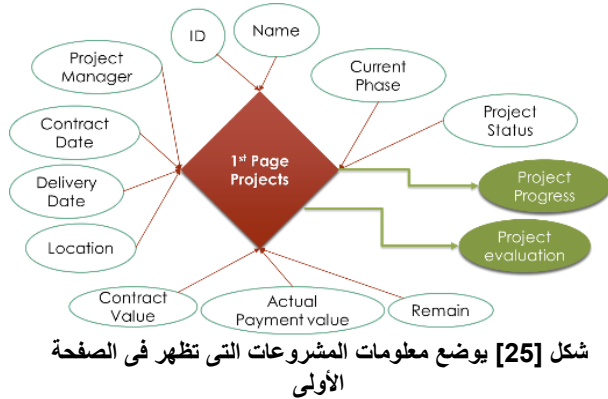 ID
Name
Project
Manager
Current
Phase
Contract
Date
Project
Status
1st Page
Projects
Delivery
Date
Project
Progress
Location
Project
evaluation
Contract
Value
Actual
Payment value
Remain
شكل [25] يوضع معلومات المشروعات التى تظهر فى الصفحة
الأولى